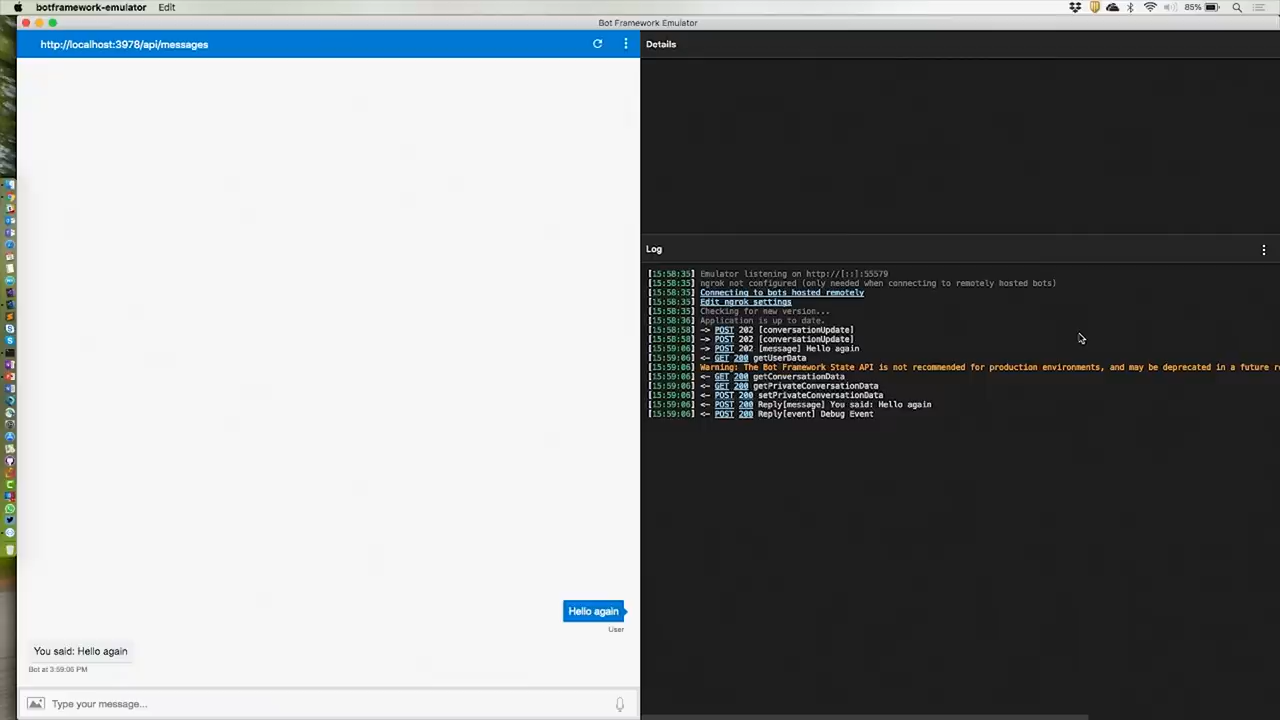 botframework-emulator Edit
85%
Bot Framework Emulator
http://localhost:3978/api/messages
Details
Log
[15:58:35] Emulator listening on http://[::]:55579
[15:58:35] ngrok not configured (only needed when connecting to remotely hosted bots)
[15:58:35] Connecting to bots hosted remotely
[15:58:35] Edit ngrok settings
[15:58:35] Checking for new version...
[15:58:36] Application is up to date.
[15:58:58] -> POST 202 [conversationUpdate]
[15:58:58] -> POST 202 [conversationUpdate]
[15:59:06] -> POST 202 [message] Hello again
[15:59:06] <- GET 200 getUserData
[15:59:06] Warning: The Bot Framework State API is not recommended for production environments, and may be deprecated in a future re
[15:59:06] <- GET 200 getConversationData
[15:59:06] <- GET 200 getPrivateConversationData
[15:59:06] <- POST 200 setPrivateConversationData
[15:59:06] <- POST 200 Reply[message] You said: Hello again
[15:59:06] <- POST 200 Reply[event] Debug Event
Hello again
User
You said: Hello again
Bot at 3:59:06 PM
Type your message...